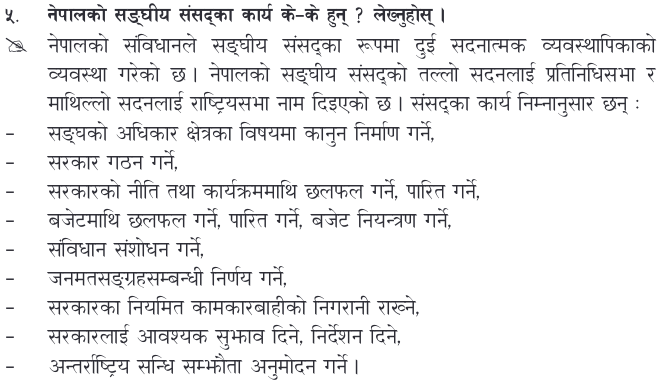 ५. नेपालको सङ्घीय संसद्का कार्य के-के हुन् ? लेख्नुहोस् ।
नेपालको संविधानले सङ्घीय संसद्का रूपमा दुई सदनात्मक व्यवस्थापिकाको
व्यवस्था गरेको छ । नेपालको सङ्घीय संसद्को तल्लो सदनलाई प्रतिनिधिसभा र
माथिल्लो सदनलाई राष्ट्रियसभा नाम दिइएको छ । संसद्का कार्य निम्नानुसार छन् :
- सङ्घको अधिकार क्षेत्रका विषयमा कानुन निर्माण गर्ने,
- सरकार गठन गर्ने,
- सरकारको नीति तथा कार्यक्रममाथि छलफल गर्ने, पारित गर्ने,
- बजेटमाथि छलफल गर्ने, पारित गर्ने, बजेट नियन्त्रण गर्ने,
- संविधान संशोधन गर्ने,
- जनमतसङ्ग्रहसम्बन्धी निर्णय गर्ने,
- सरकारका नियमित कामकारबाहीको निगरानी राख्ने,
- सरकारलाई आवश्यक सुझाव दिने, निर्देशन दिने,
- अन्तर्राष्ट्रिय सन्धि सम्झौता अनुमोदन गर्ने ।